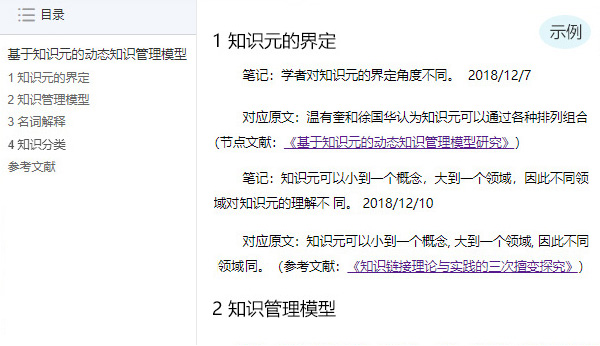 目录
基于知识元的动态知识管理模型
1 知识元的界定
2 知识管理模型
3 名词解释
4 知识分类
参考文献
示例
1 知识元的界定
笔记：学者对知识元的界定角度不同。 2018/12/7
对应原文：温有奎和徐国华认为知识元可以通过各种排列组合
(节点文献：《基于知识元的动态知识管理模型研究》)
笔记：知识元可以小到一个概念，大到一个领域，因此不同领
域对知识元的理解不 同。 2018/12/10
对应原文：知识元可以小到一个概念, 大到一个领域, 因此不同
领域同。（参考文献：《知识链接理论与实践的三次擅变探究》）
2 知识管理模型